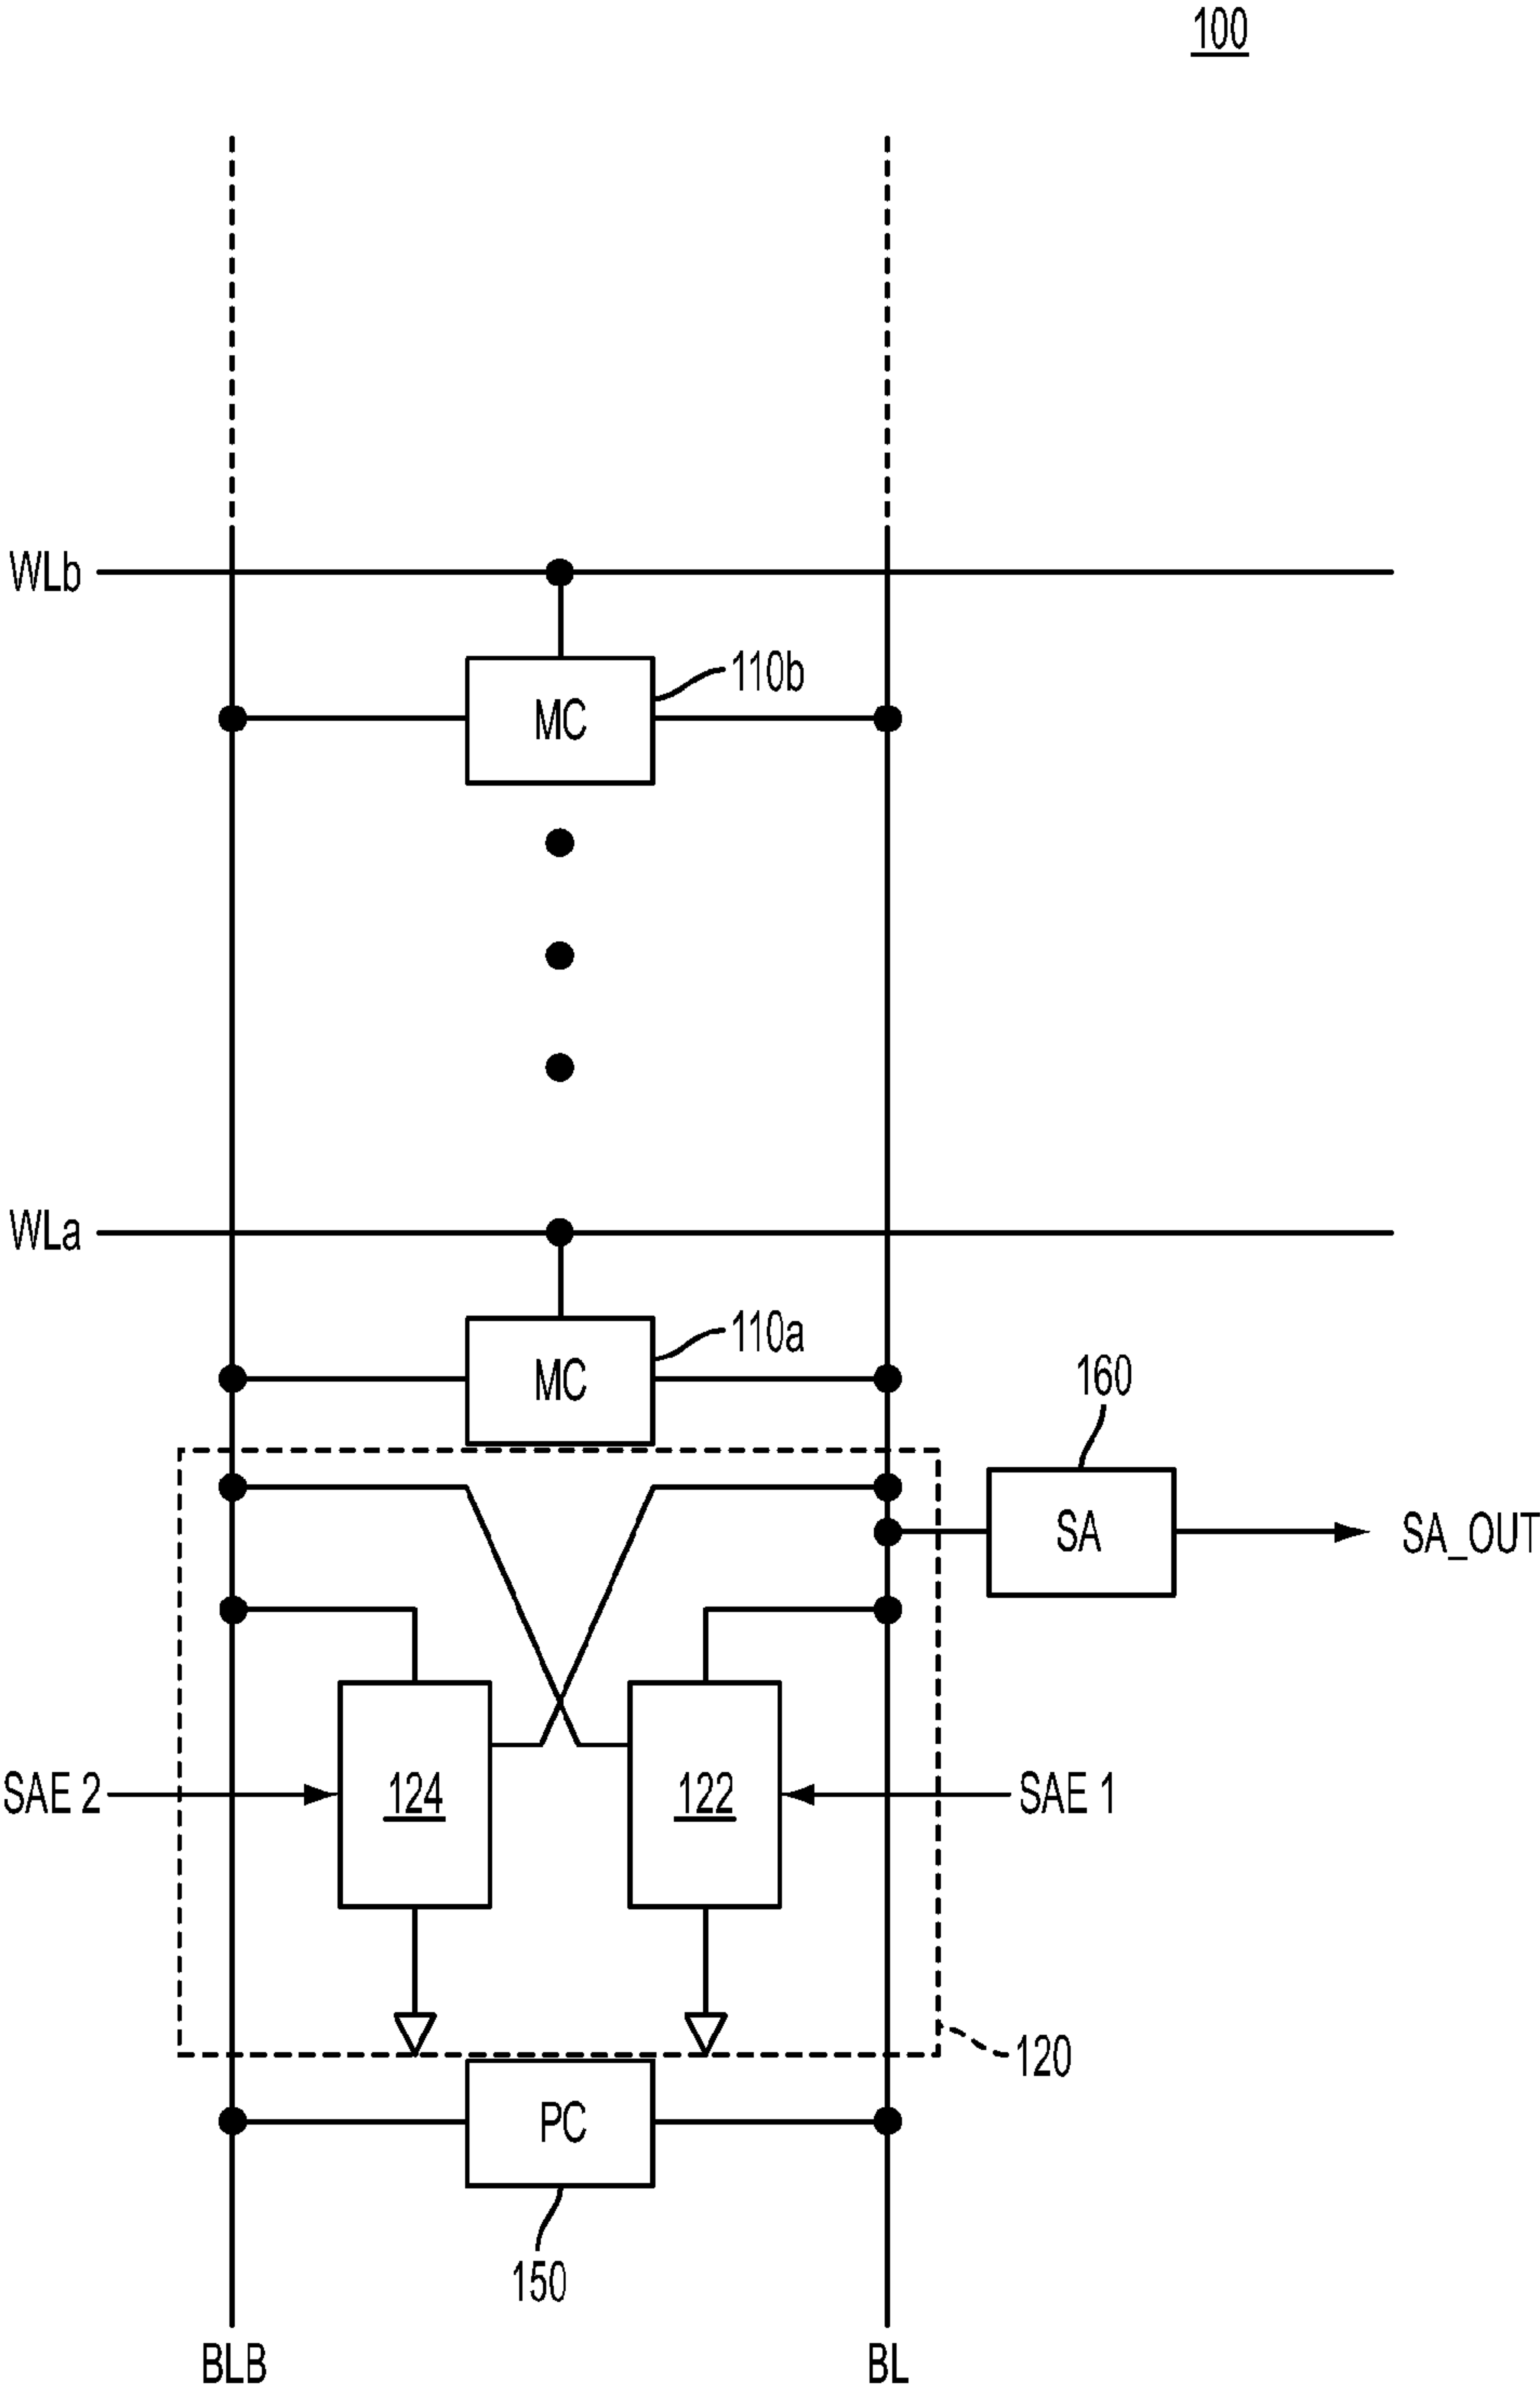 100
WLb
110b
MC
WLa
110a
MC
160
SA
SA_OUT
SAE 2
124
122
SAE 1
120
PC
150
BLB
BL